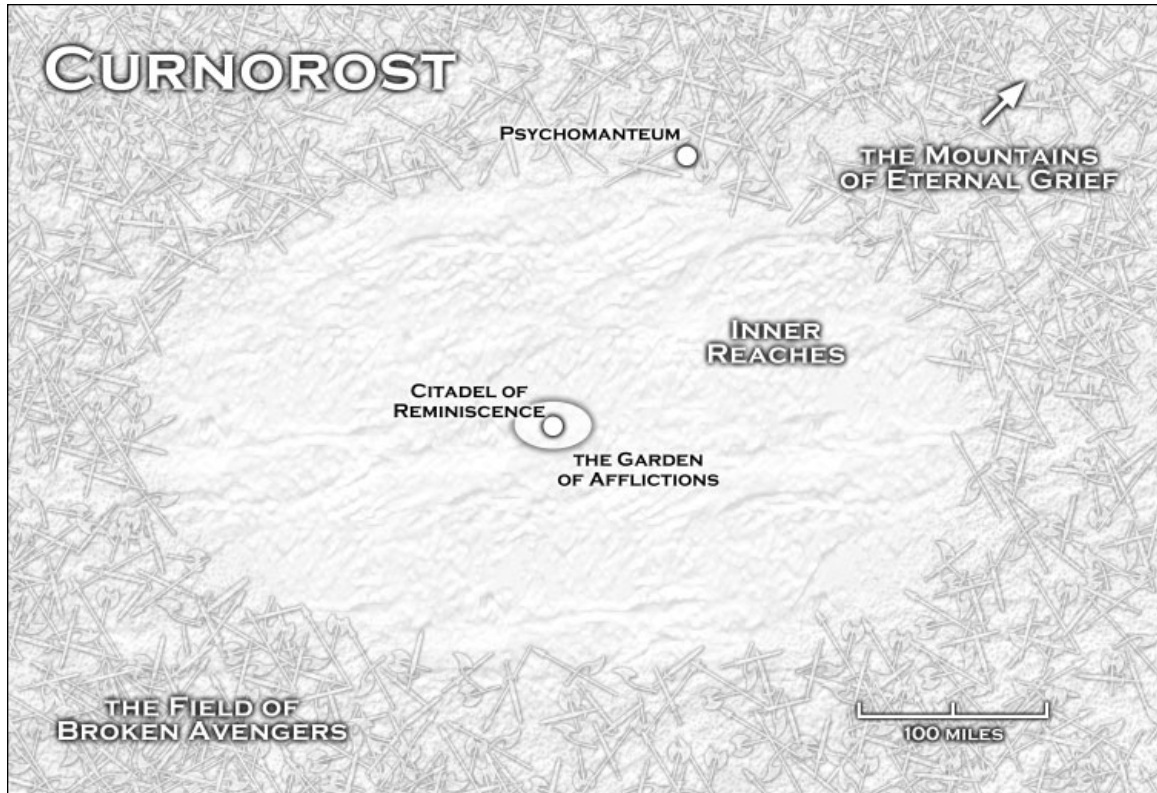 CURNOROST
PSYCHOMANTEUM
THE MOUNTAINS
OF ETERNAL GRIEF
INNER
REACHES
CITADEL OF
REMINISCENCE
THE GARDEN
OF AFFLICTIONS
THE FIELD OF
BROKEN AVENGERS
100 MILES